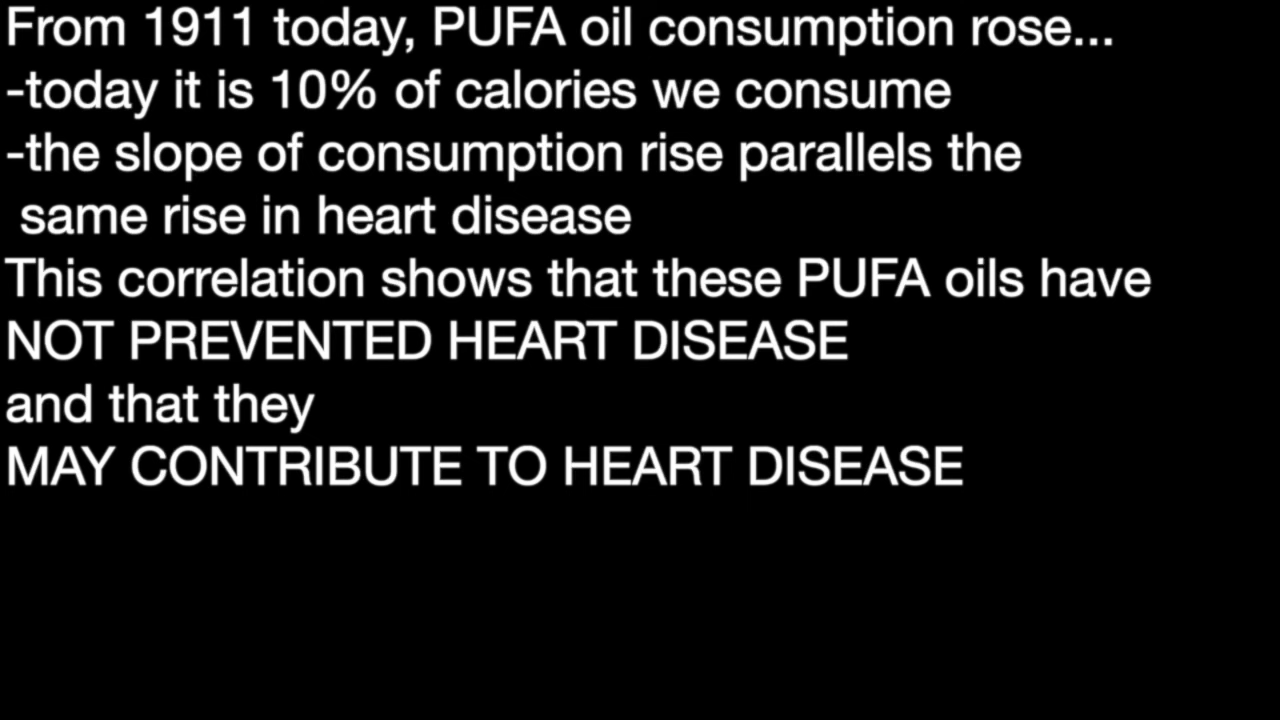 From 1911 today, PUFA oil consumption rose...
-today it is 10% of calories we consume
-the slope of consumption rise parallels the
same rise in heart disease
This correlation shows that these PUFA oils have
NOT PREVENTED HEART DISEASE
and that they
MAY CONTRIBUTE TO HEART DISEASE